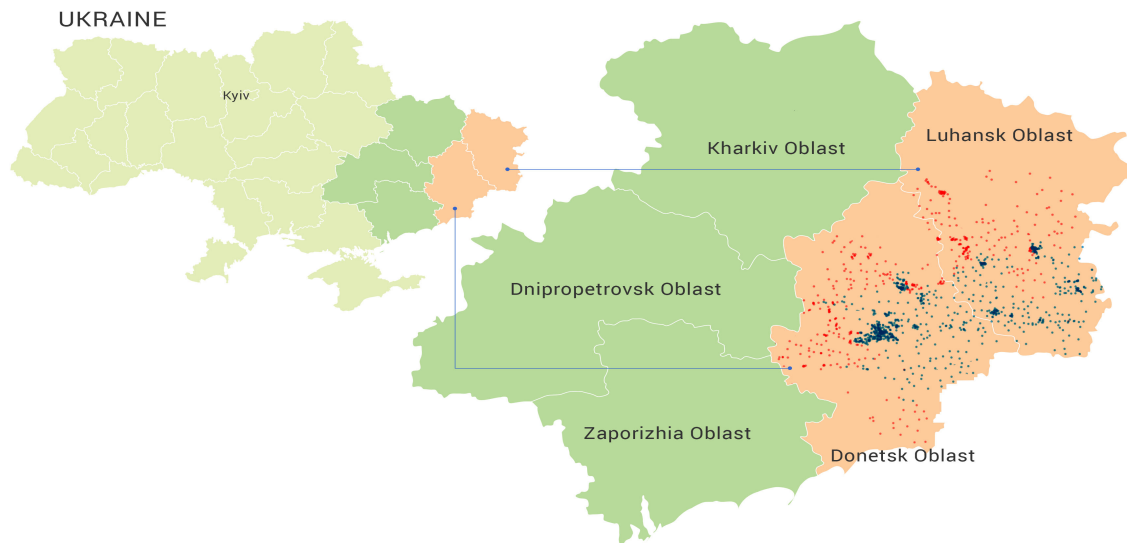 UKRAINE
Kyiv
Luhansk Oblast
Kharkiv Oblast
Dnipropetrovsk Oblast
Zaporizhia Oblast
Donetsk Oblast